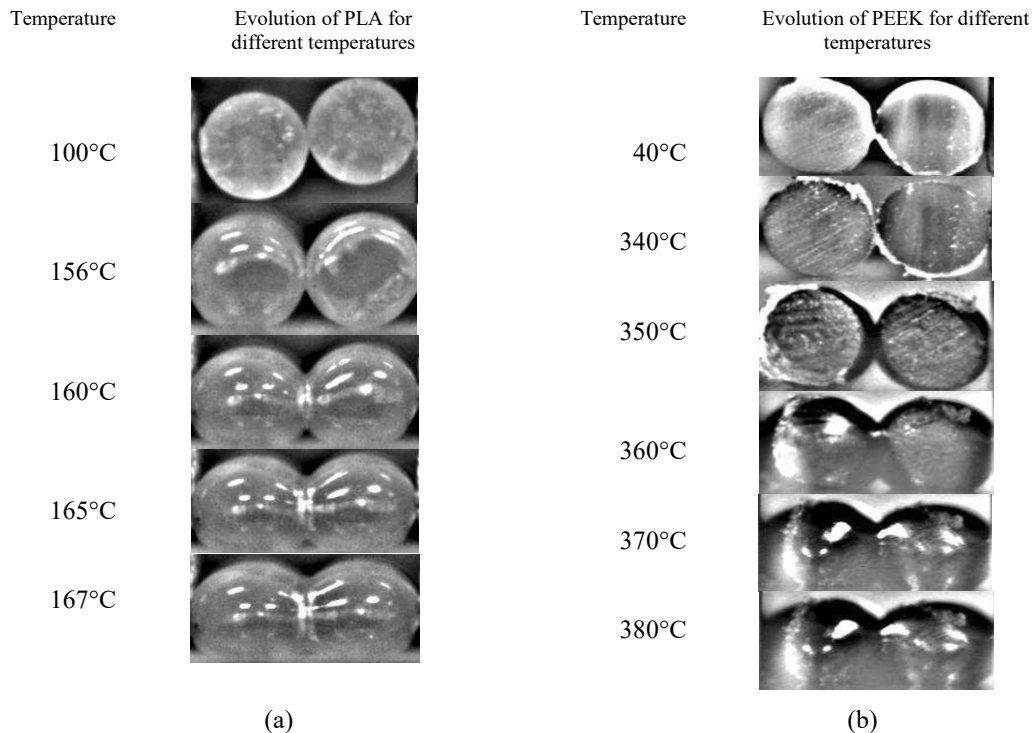 Temperature
Evolution of PLA for
different temperatures
100°C
156°C
160°C
165°C
167°C
(a)
Temperature
Evolution of PEEK for different
temperatures
40°C
340°C
350°C
360°C
370°C
380°C
(b)